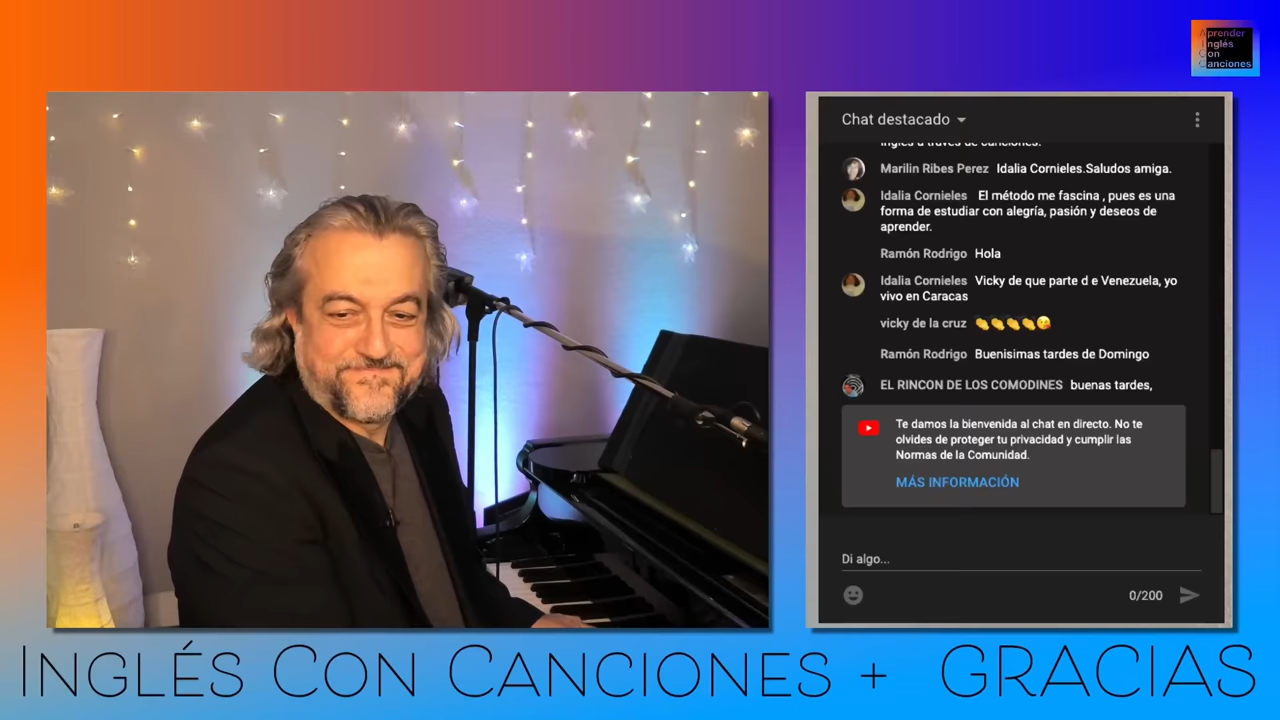 Aprender
Inglés
Con
Canciones
Chat destacado
inglés a través de canciones.
Marilin Ribes Perez Idalia Cornieles.Saludos amiga.
Idalia Cornieles El método me fascina , pues es una
forma de estudiar con alegría, pasión y deseos de
aprender.
Ramón Rodrigo Hola
Idalia Cornieles Vicky de que parte d e Venezuela, yo
vivo en Caracas
vicky de la cruz 👏👏👏👏😘
Ramón Rodrigo Buenisimas tardes de Domingo
EL RINCON DE LOS COMODINES buenas tardes,
Te damos la bienvenida al chat en directo. No te
olvides de proteger tu privacidad y cumplir las
Normas de la Comunidad.
MÁS INFORMACIÓN
Di algo...
0/200
INGLÉS CON CANCIONES + GRACIAS